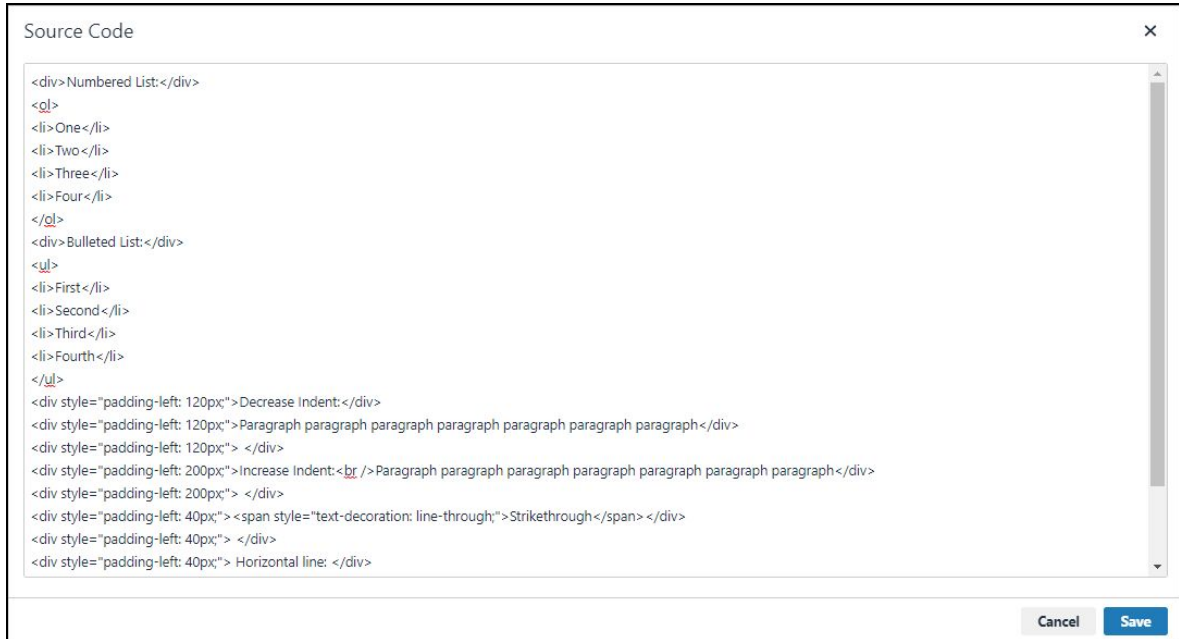 Source Code
<div>Numbered List:</div>
<ol>
<li>One</li>
<li>Two</li>
<li>Three</li>
<li>Four</li>
</ol>
<div>Bulleted List:</div>
<ul>
<li>First</li>
<li>Second</li>
<li>Third</li>
<li>Fourth</li>
</ul>
<div style="padding-left: 120px;">Decrease Indent:</div>
<div style="padding-left: 120px;">Paragraph paragraph paragraph paragraph paragraph paragraph paragraph</div>
<div style="padding-left: 120px;"> </div>
<div style="padding-left: 200px;">Increase Indent:<br />Paragraph paragraph paragraph paragraph paragraph paragraph paragraph</div>
<div style="padding-left: 200px;"> </div>
<div style="padding-left: 40px;"><span style="text-decoration: line-through;">Strikethrough</span></div>
<div style="padding-left: 40px;"> </div>
<div style="padding-left: 40px;"> Horizontal line: </div>
Cancel Save